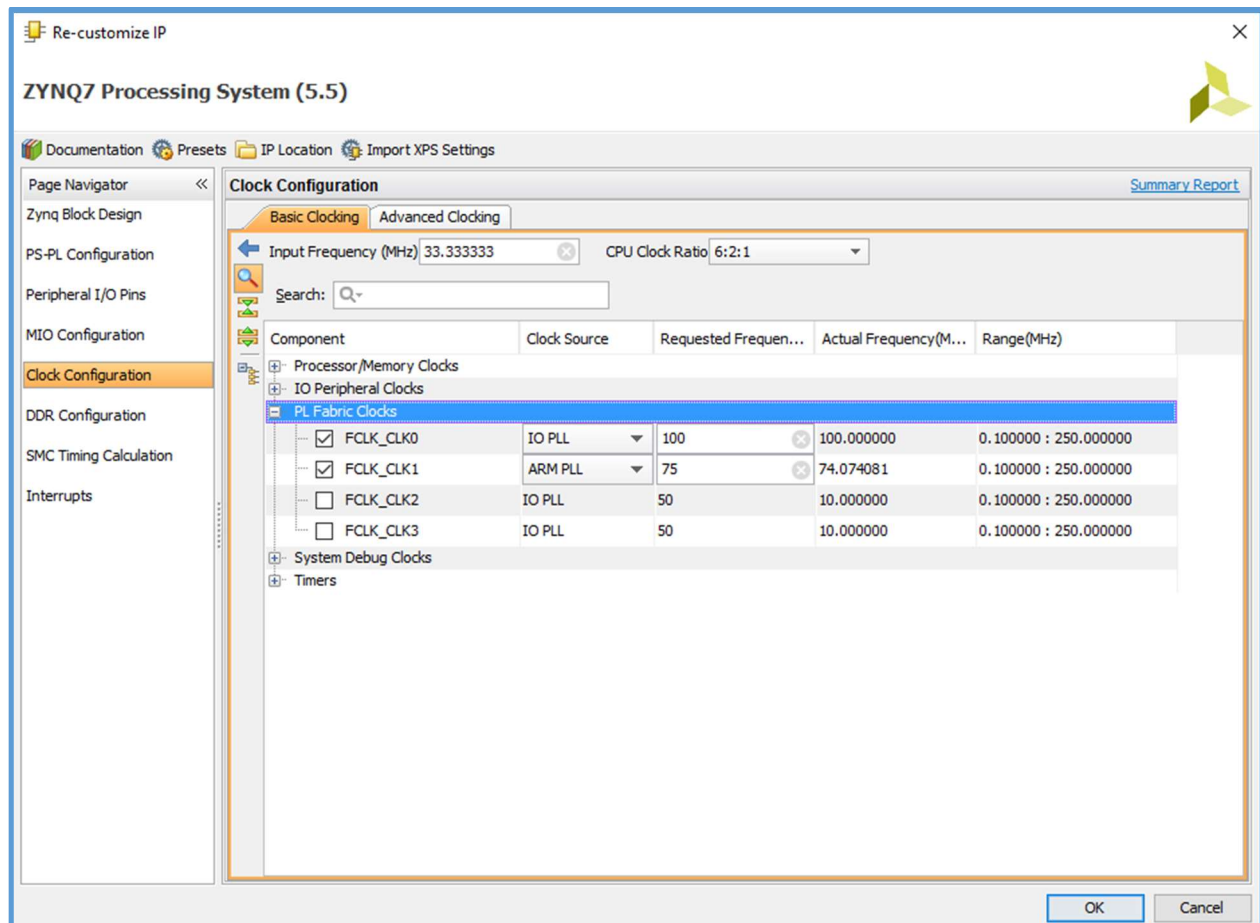 Re-customize IP
ZYNQ7 Processing System (5.5)
Documentation Presets IP Location Import XPS Settings
Page Navigator
Zynq Block Design
PS-PL Configuration
Peripheral I/O Pins
MIO Configuration
Clock Configuration
DDR Configuration
SMC Timing Calculation
Interrupts
Clock Configuration Summary Report
Basic Clocking Advanced Clocking
Input Frequency (MHz) 33.333333 CPU Clock Ratio 6:2:1
Search:
Component Clock Source Requested Frequen... Actual Frequency(M... Range(MHz)
Processor/Memory Clocks
IO Peripheral Clocks
PL Fabric Clocks
FCLK_CLK0 IO PLL 100 100.000000 0.100000 : 250.000000
FCLK_CLK1 ARM PLL 75 74.074081 0.100000 : 250.000000
FCLK_CLK2 IO PLL 50 10.000000 0.100000 : 250.000000
FCLK_CLK3 IO PLL 50 10.000000 0.100000 : 250.000000
System Debug Clocks
Timers
OK Cancel